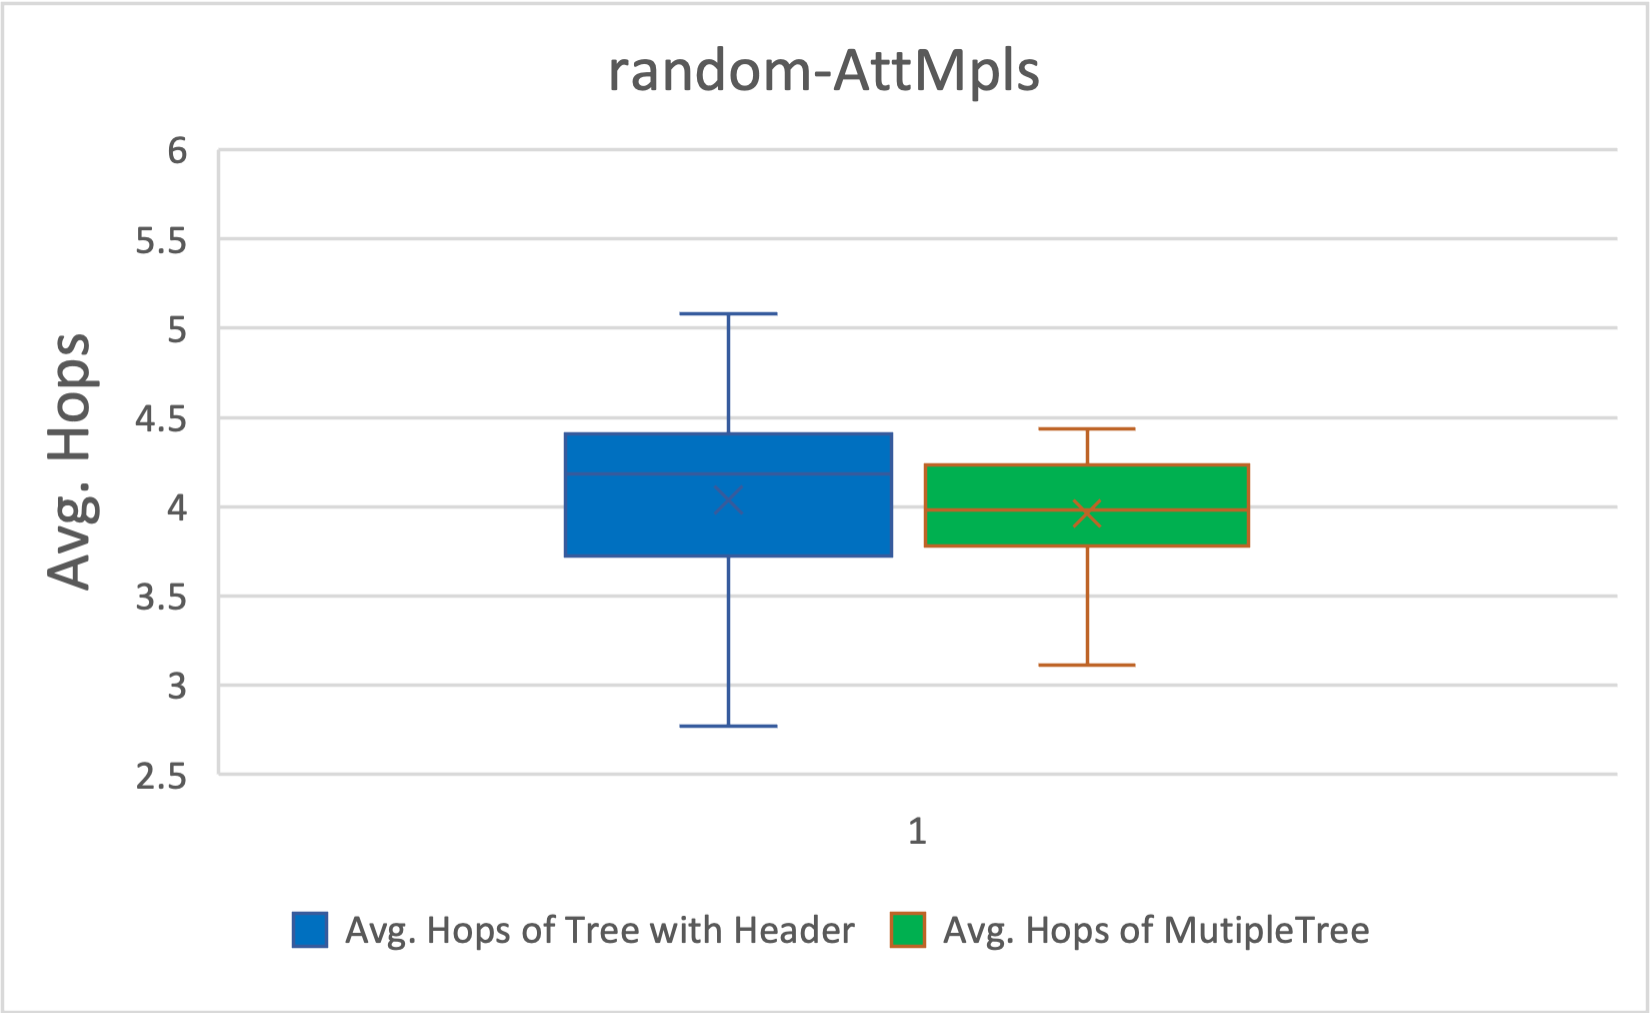 random-AttMpls
6
5.5
5
4.5
4
3.5
3
2.5
Avg. Hops
1
Avg. Hops of Tree with Header
Avg. Hops of MutipleTree